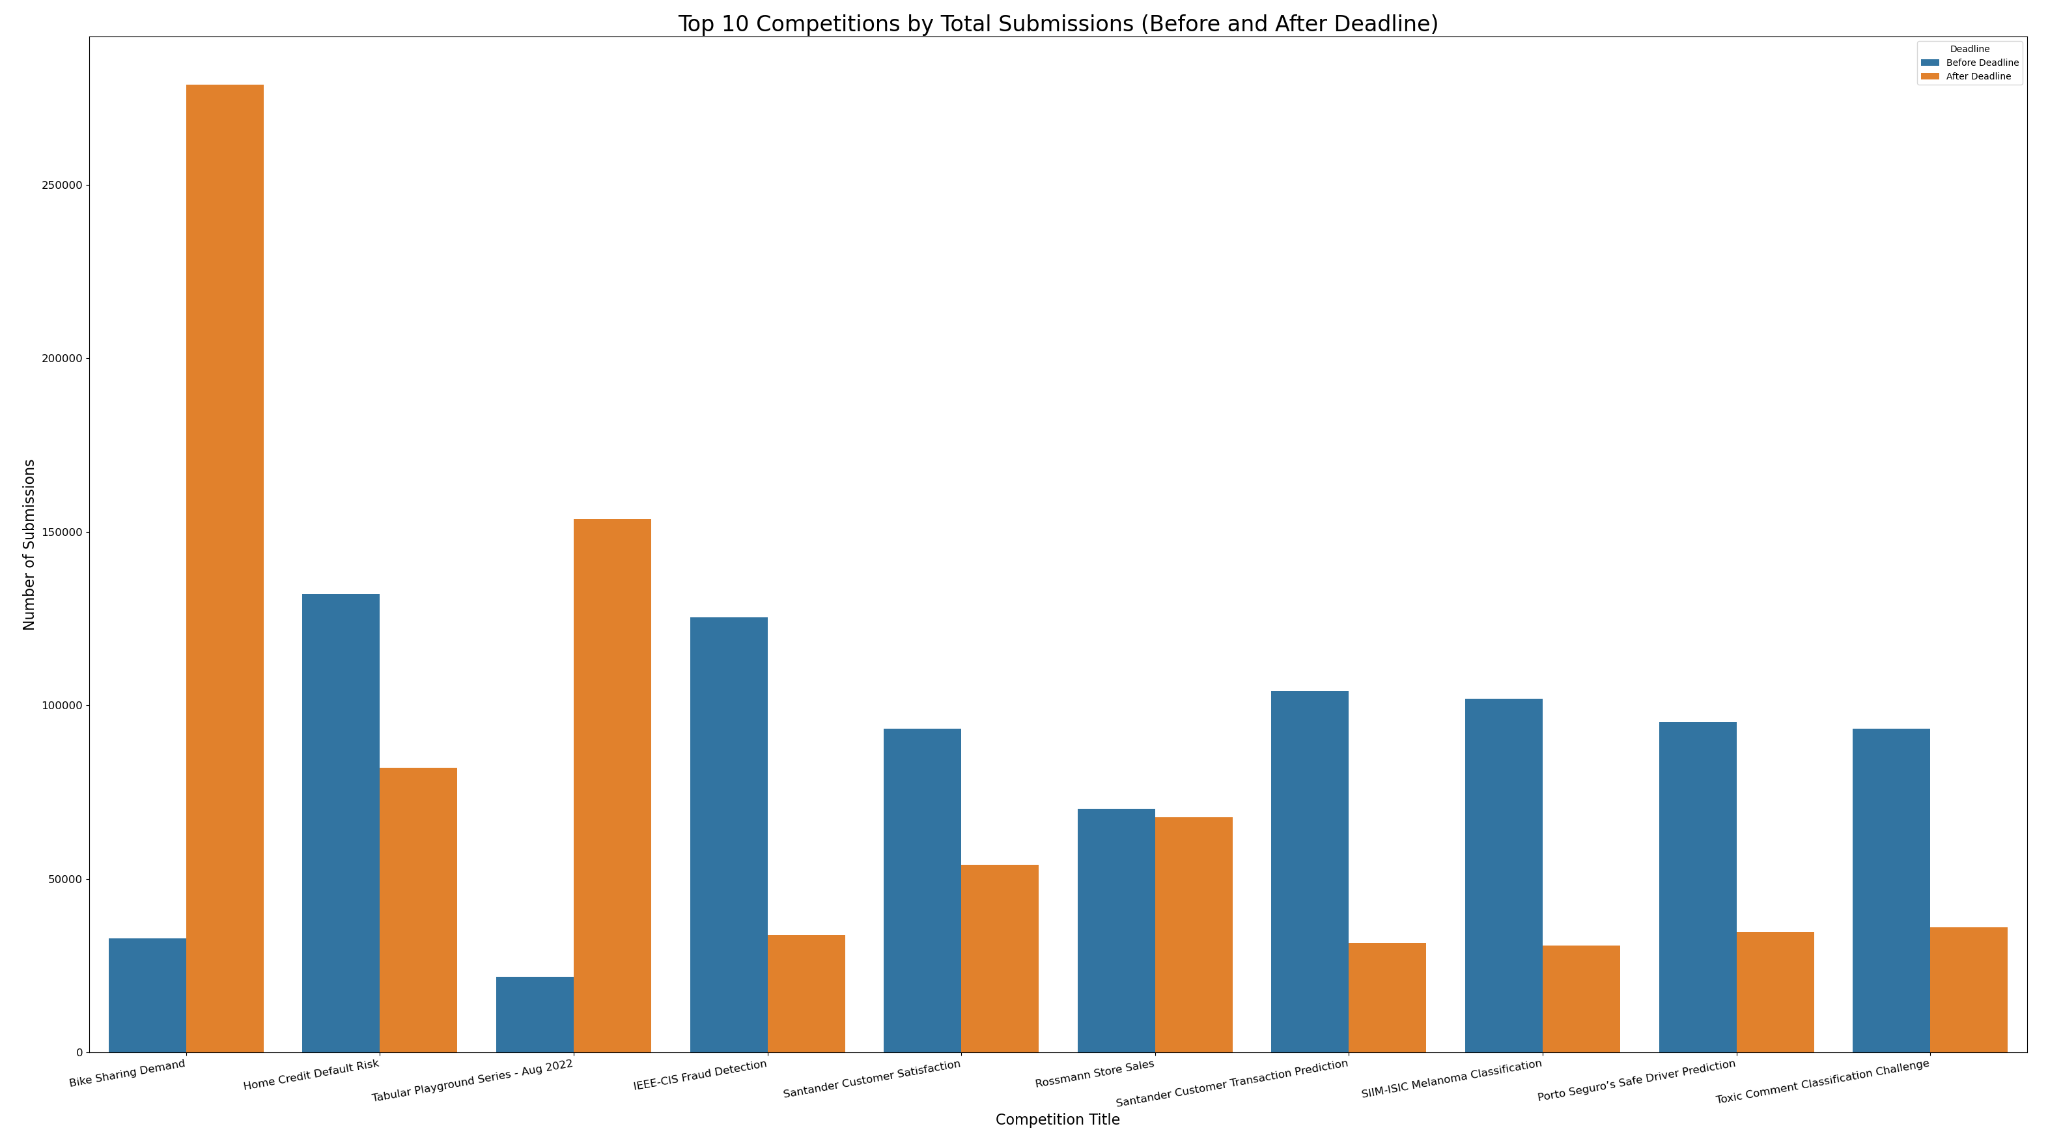 Top 10 Competitions by Total Submissions (Before and After Deadline)
Deadline
Before Deadline
After Deadline
Number of Submissions
250000
200000
150000
100000
50000
0
Bike Sharing Demand
Home Credit Default Risk
Tabular Playground Series - Aug 2022
IEEE-CIS Fraud Detection
Santander Customer Satisfaction
Rossmann Store Sales
Santander Customer Transaction Prediction
SIIM-ISIC Melanoma Classification
Porto Seguro’s Safe Driver Prediction
Toxic Comment Classification Challenge
Competition Title